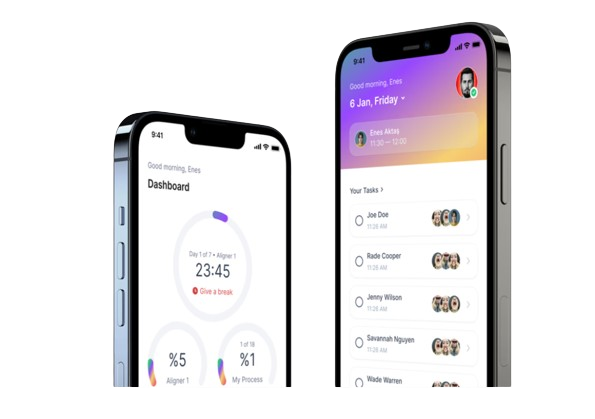 9:41
Good morning, Enes
Dashboard
Day 1 of 7 • Aligner 1
23:45
Give a break
%5
Aligner 1
1 of 18
%1
My Process
9:41
Good morning, Enes
6 Jan, Friday
Enes Aktaş
11:30 — 12:00
Your Tasks >
Joe Doe
11:28 AM
Rade Cooper
11:28 AM
Jenny Wilson
11:28 AM
Savannah Nguyen
11:28 AM
Wade Warren